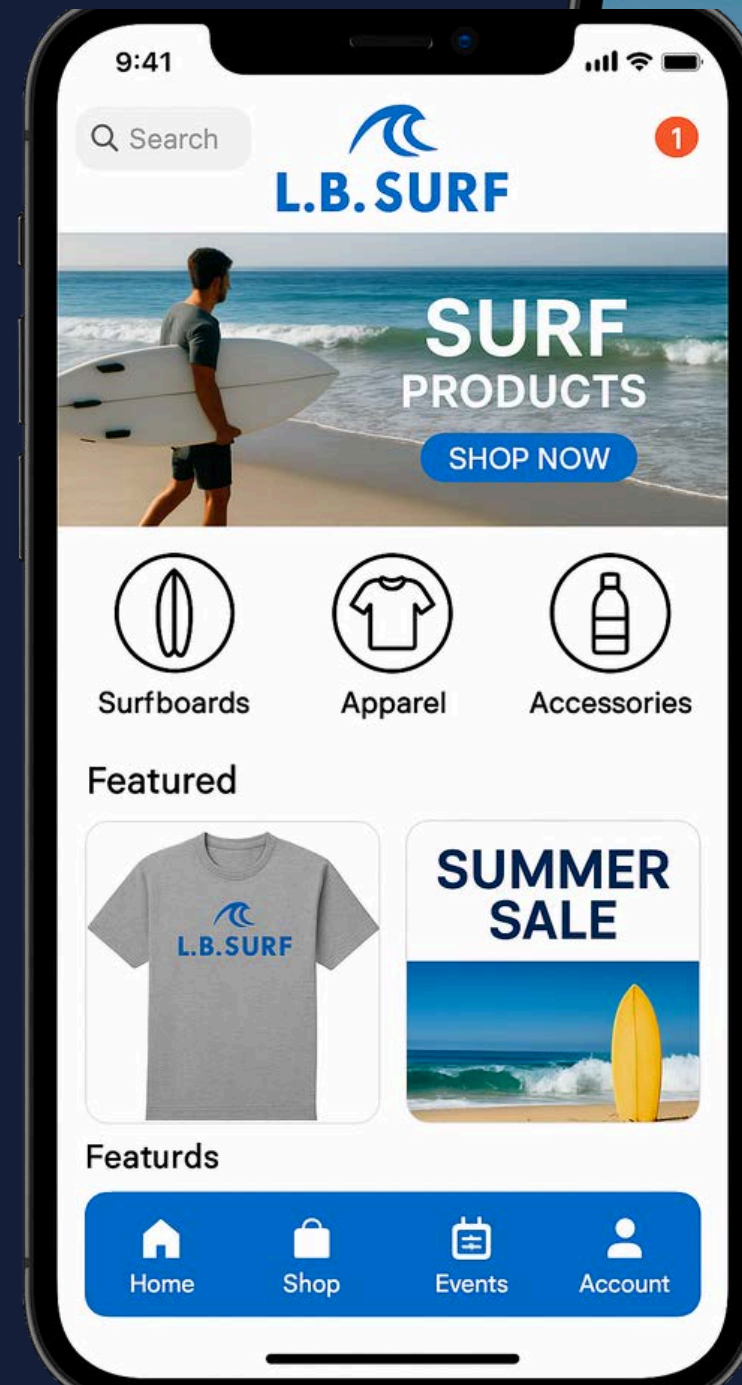 9:41
Search
1
L.B. SURF
SURF
PRODUCTS
SHOP NOW
Surfboards
Apparel
Accessories
Featured
L.B.SURF
SUMMER
SALE
Featurds
Home
Shop
Events
Account